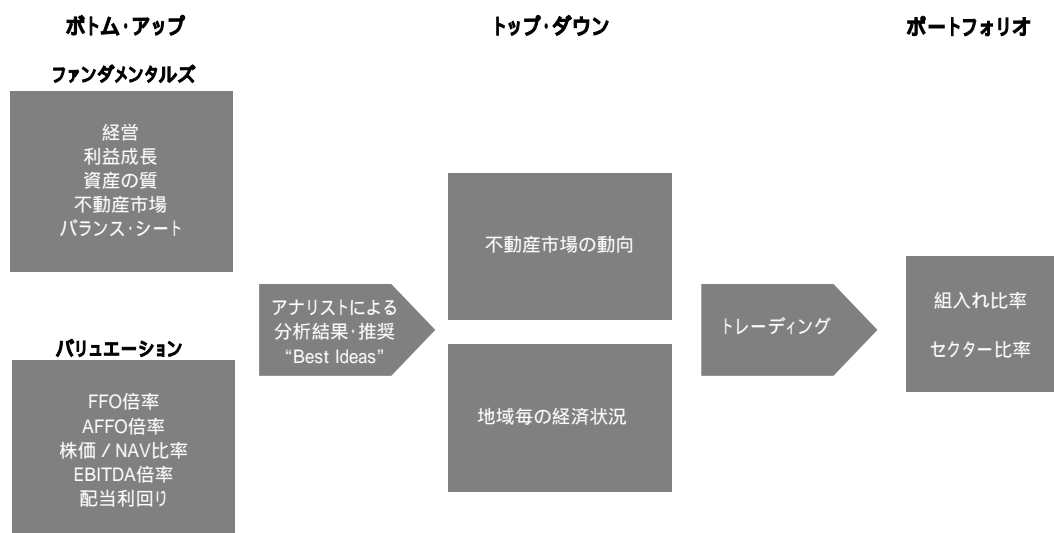 ボトム・アップ
トップ・ダウン
ポートフォリオ
ファンダメンタルズ
経営
利益成長
資産の質
不動産市場
バランス・シート
バリュエーション
FFO倍率
AFFO倍率
株価 / NAV比率
EBITDA倍率
配当利回り
アナリストによる
分析結果・推奨
“Best Ideas”
不動産市場の動向
地域毎の経済状況
トレーディング
組入れ比率
セクター比率